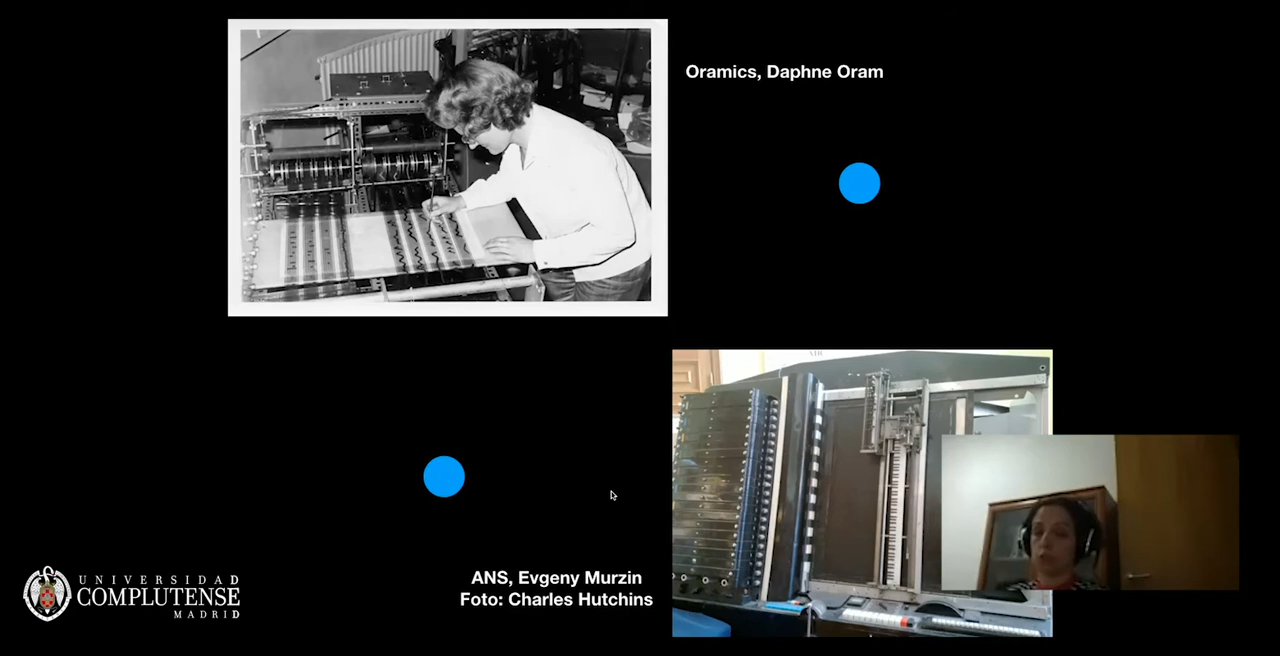 Oramics, Daphne Oram
ANS, Evgeny Murzin
Foto: Charles Hutchins
UNIVERSIDAD
COMPLUTENSE
MADRID